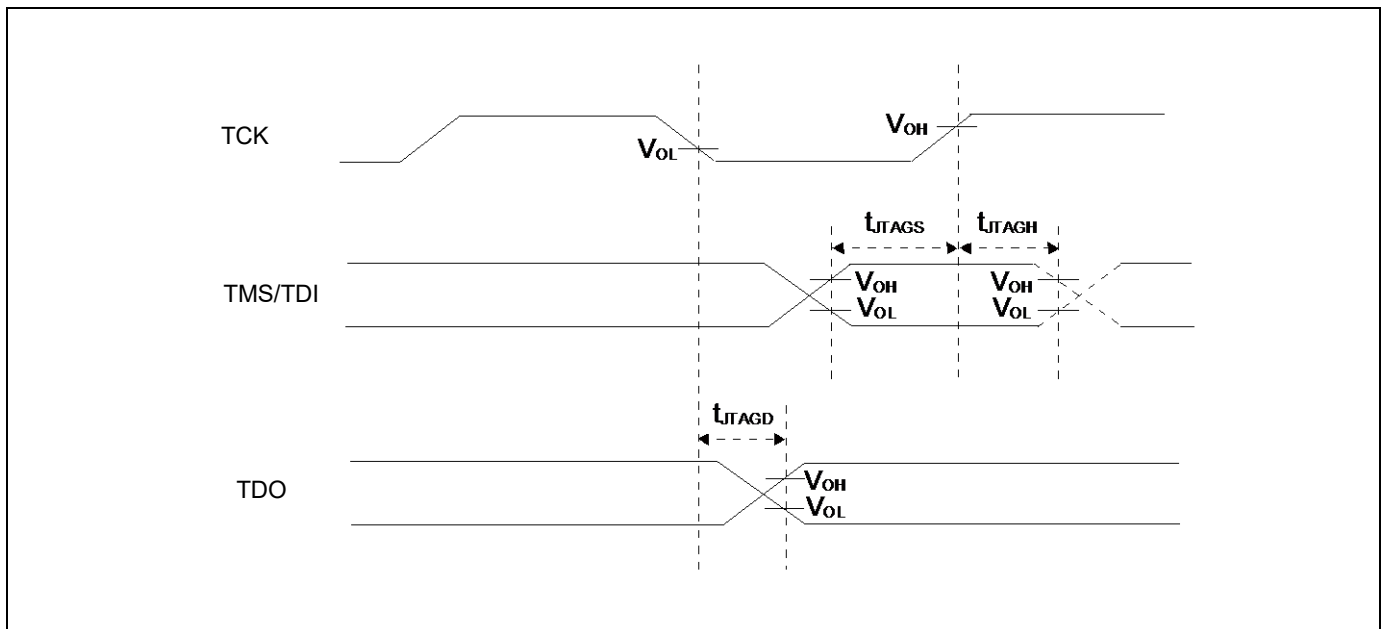 TCK
VOL
VOH
tJTAGS
tJTAGH
TMS/TDI
VOH
VOL
VOH
VOL
tJTAGD
TDO
VOH
VOL